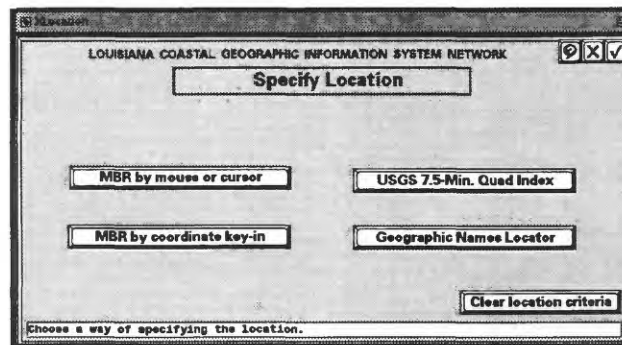 XLocation
LOUISIANA COASTAL GEOGRAPHIC INFORMATION SYSTEM NETWORK
Specify Location
MBR by mouse or cursor
USGS 7.5-Min. Quad Index
MBR by coordinate key-in
Geographic Names Locator
Clear location criteria
Choose a way of specifying the location.